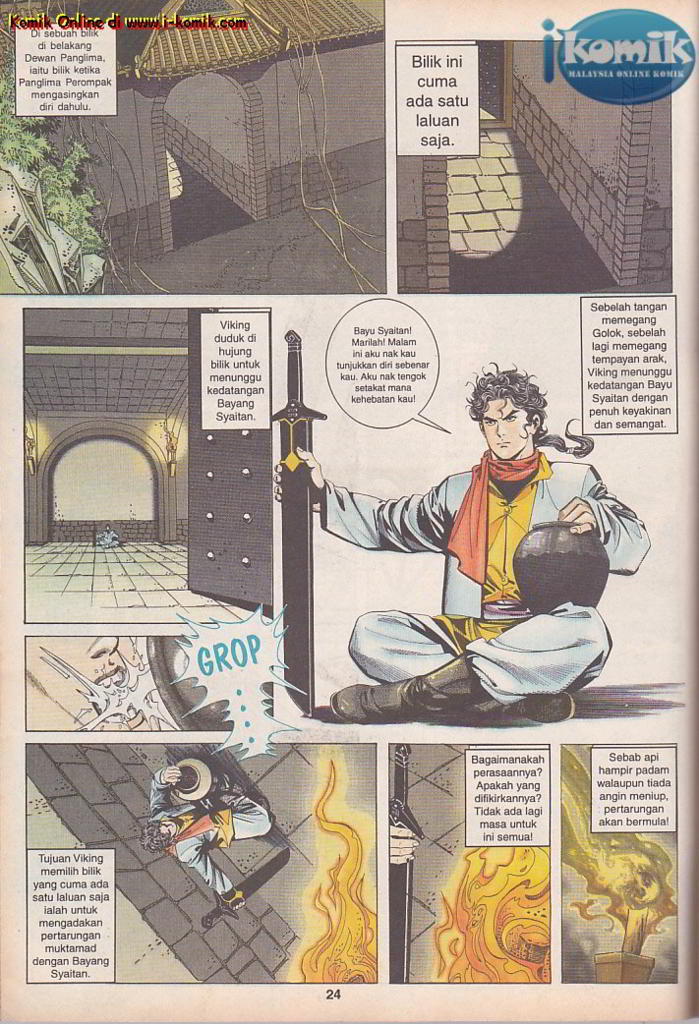 Komik Online di www.i-komik.com
Di sebuah bilik
di belakang
Dewan Panglima,
iaitu bilik ketika
Panglima Perompak
mengasingkan
diri dahulu.
ikomik
MALAYSIA ONLINE KOMIK
Bilik ini
cuma
ada satu
laluan
saja.
Viking
duduk di
hujung
bilik untuk
menunggu
kedatangan
Bayang
Syaitan.
Bayu Syaitan!
Marilah! Malam
ini aku nak kau
tunjukkan diri sebenar
kau. Aku nak tengok
setakat mana
kehebatan kau!
Sebelah tangan
memegang
Golok, sebelah
lagi memegang
tempayan arak,
Viking menunggu
kedatangan Bayu
Syaitan dengan
penuh keyakinan
dan semangat.
GROP
....
Tujuan Viking
memilih bilik
yang cuma ada
satu laluan saja
ialah untuk
mengadakan
pertarungan
muktamad
dengan Bayang
Syaitan.
Bagaimanakah
perasaannya?
Apakah yang
difikirkannya?
Tidak ada lagi
masa untuk
ini semua!
Sebab api
hampir padam
walaupun tiada
angin meniup,
pertarungan
akan bermula!
24